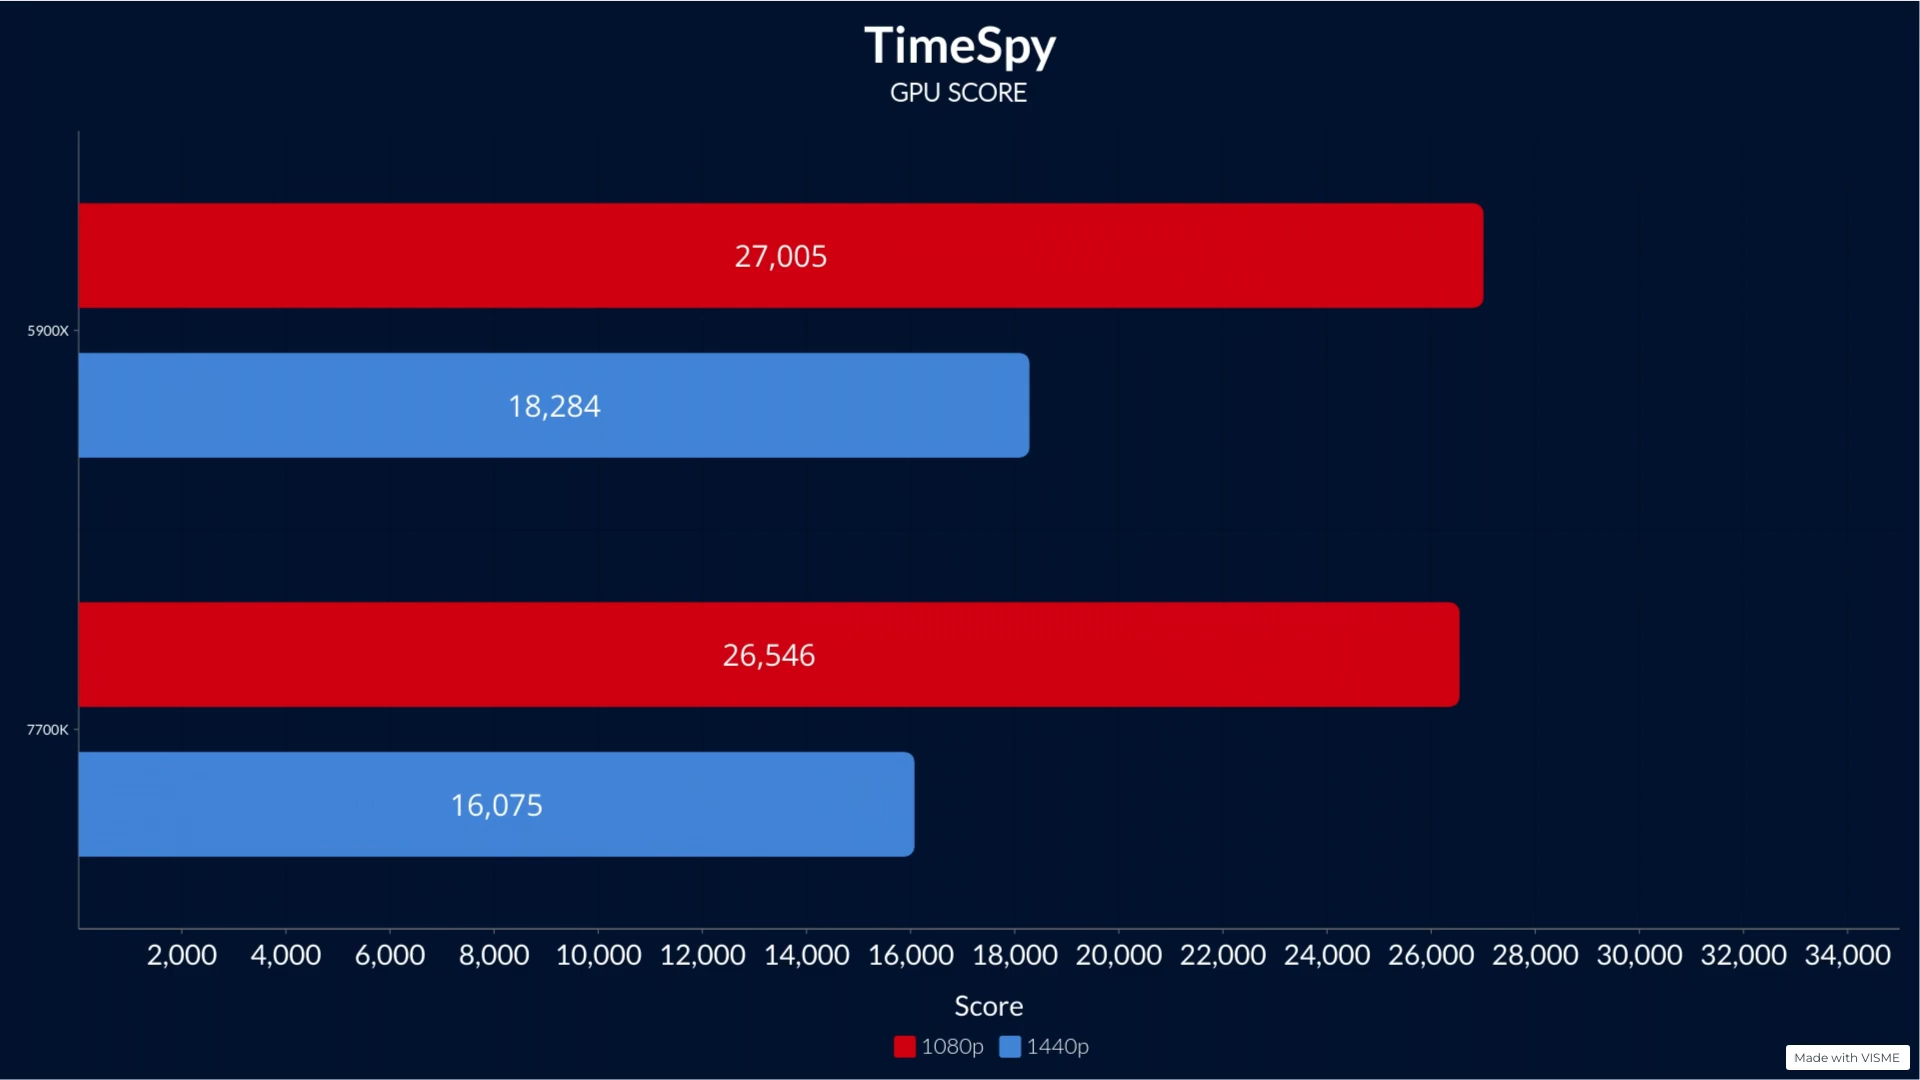 TimeSpy
GPU SCORE
27,005
5900X
18,284
26,546
7700K
16,075
2,000 4,000 6,000 8,000 10,000 12,000 14,000 16,000 18,000 20,000 22,000 24,000 26,000 28,000 30,000 32,000 34,000
Score
1080p 1440p
Made with VISME